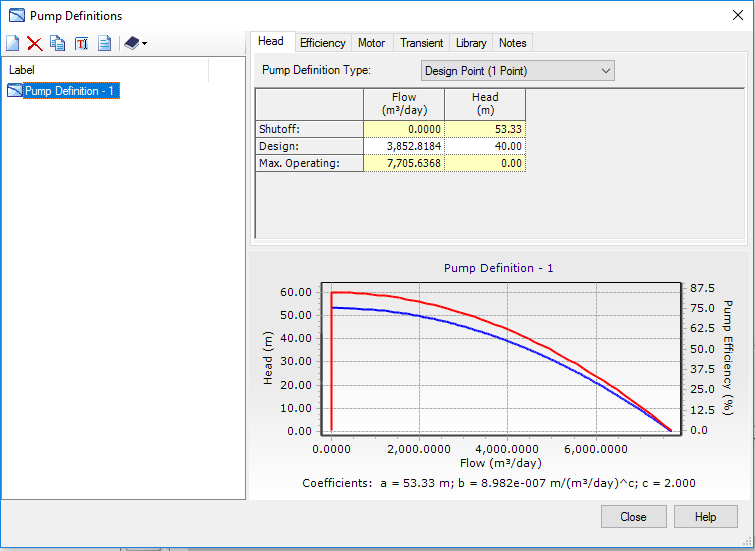 Pump Definitions
Label
Pump Definition - 1
Head Efficiency Motor Transient Library Notes
Pump Definition Type: Design Point (1 Point)
Flow (m³/day) Head (m)
Shutoff: 0.0000 53.33
Design: 3,852.8184 40.00
Max. Operating: 7,705.6368 0.00
Pump Definition - 1
60.00
50.00
40.00
30.00
20.00
10.00
0.00
Head (m)
87.5
75.0
62.5
50.0
37.5
25.0
12.5
0.0
Pump Efficiency (%)
0.0000 2,000.0000 4,000.0000 6,000.0000
Flow (m³/day)
Coefficients: a = 53.33 m; b = 8.982e-007 m/(m³/day)^c; c = 2.000
Close Help